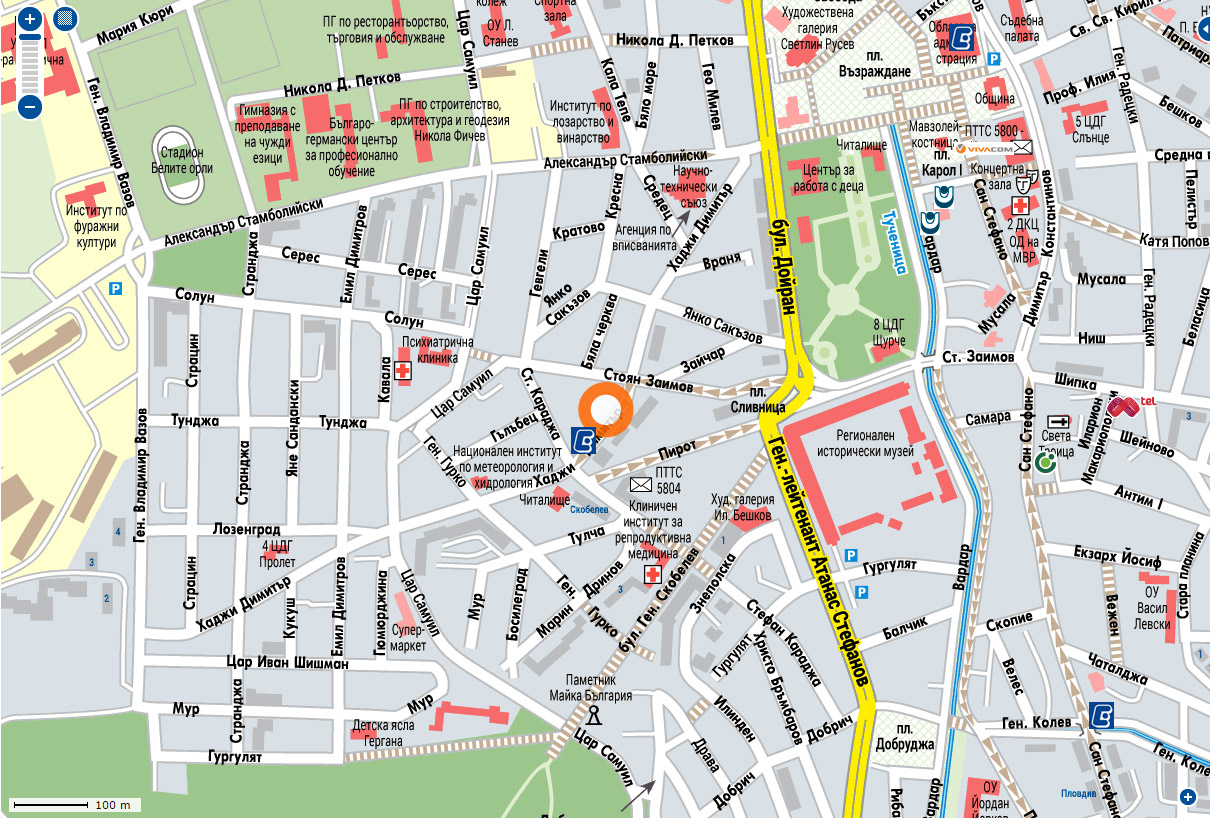 Мария Кюри
ПГ по ресторантьорство,
търговия и обслужване
Цар Самуил
колеж
ОУ Л.
Станев
Спортна
зала
Никола Д. Петков
Художествена
галерия
Светлин Русев
пл.
Възраждане
Съдебна
палата
Св. Св. Кирил
Патриарх
Никола Д. Петков
Капа Тепе
Бяло море
Гео Милев
Община
Проф. Илия
Ген. Радецки
Бешков
Ген. Владимир Вазов
Гимназия с
преподаване
на чужди
езици
Българо-
германски център
за професионално
обучение
ПГ по строителство,
архитектура и геодезия
Никола Фичев
Институт по
лозарство и
винарство
5 ЦДГ
Слънце
Стадион
Белите орли
Александър Стамболийски
Читалище
Мавзолей-
костница
пл.
Карол I
ПТТС 5800 -
VIVACOM
Средна
Научно-
технически
съюз
Център за
работа с деца
Концертна
зала
Институт по
фуражни
култури
Александър Стамболийски
Странджа
Емил Димитров
Цар Самуил
Гевгели
Кратово
Кресна
Средец
Хаджи Димитър
Агенция по
вписванията
бул. Дойран
Тученица
Вардар
Сан Стефано
2 ДКЦ
ОД на
МВР
Константинови
Пелистър
Катя Попов
Серес
Серес
Враня
Солун
Солун
Янко
Сакъзов
Бяла черква
Янко Сакъзов
Мусала
Мусала
Димитър
Ген. Радецки
Беласица
8 ЦДГ
Щурче
Ниш
Страцин
Психиатрична
клиника
Кавала
Зайчар
Ст. Заимов
Стоян Заимов
Шипка
Цар Самуил
Ст. Караджа
пл.
Сливница
Тунджа
Тунджа
Яне Сандански
Гълъбец
Самара
mtel
3
Света
Троица
Иларион
Макариополски
Шейново
Регионален
исторически музей
Ген. Владимир Вазов
Странджа
Ген. Гурко
Национален институт
по метеорология и
хидрология
Хаджи
Пирот
Сан Стефано
ПТТС
5804
Читалище
Скобелев
Худ. галерия
Ил. Бешков
Антим I
Лозенград
4
4 ЦДГ
Пролет
Тулча
Клиничен
институт за
репродуктивна
медицина
1
Ген.-лейтенант Атанас Стефанов
Екзарх Йосиф
3
2
Страцин
Хаджи Димитър
Кукуш
Емил Димитров
Гюмюрджина
Цар Самуил
Мур
Босилеград
Марин Дринов
Ген. Гурко
3
бул. Ген. Скобелев
Знеполска
Гургулят
Вардар
Вежен
ОУ
Васил
Левски
Стара планина
Супер-
маркет
Стефан Караджа
Балчик
Скопие
1
Цар Иван Шишман
Гургулят
Христо Бръмбаров
Велес
Чаталджа
Странджа
Паметник
Майка България
Мур
Мур
Детска ясла
Гергана
Илинден
Добрич
Ген. Колев
пл.
Добруджа
Гургулят
Цар Самуил
Драва
Добрич
Сан Стефано
Пловдив
ОУ
Йордан
Вардар
100 m